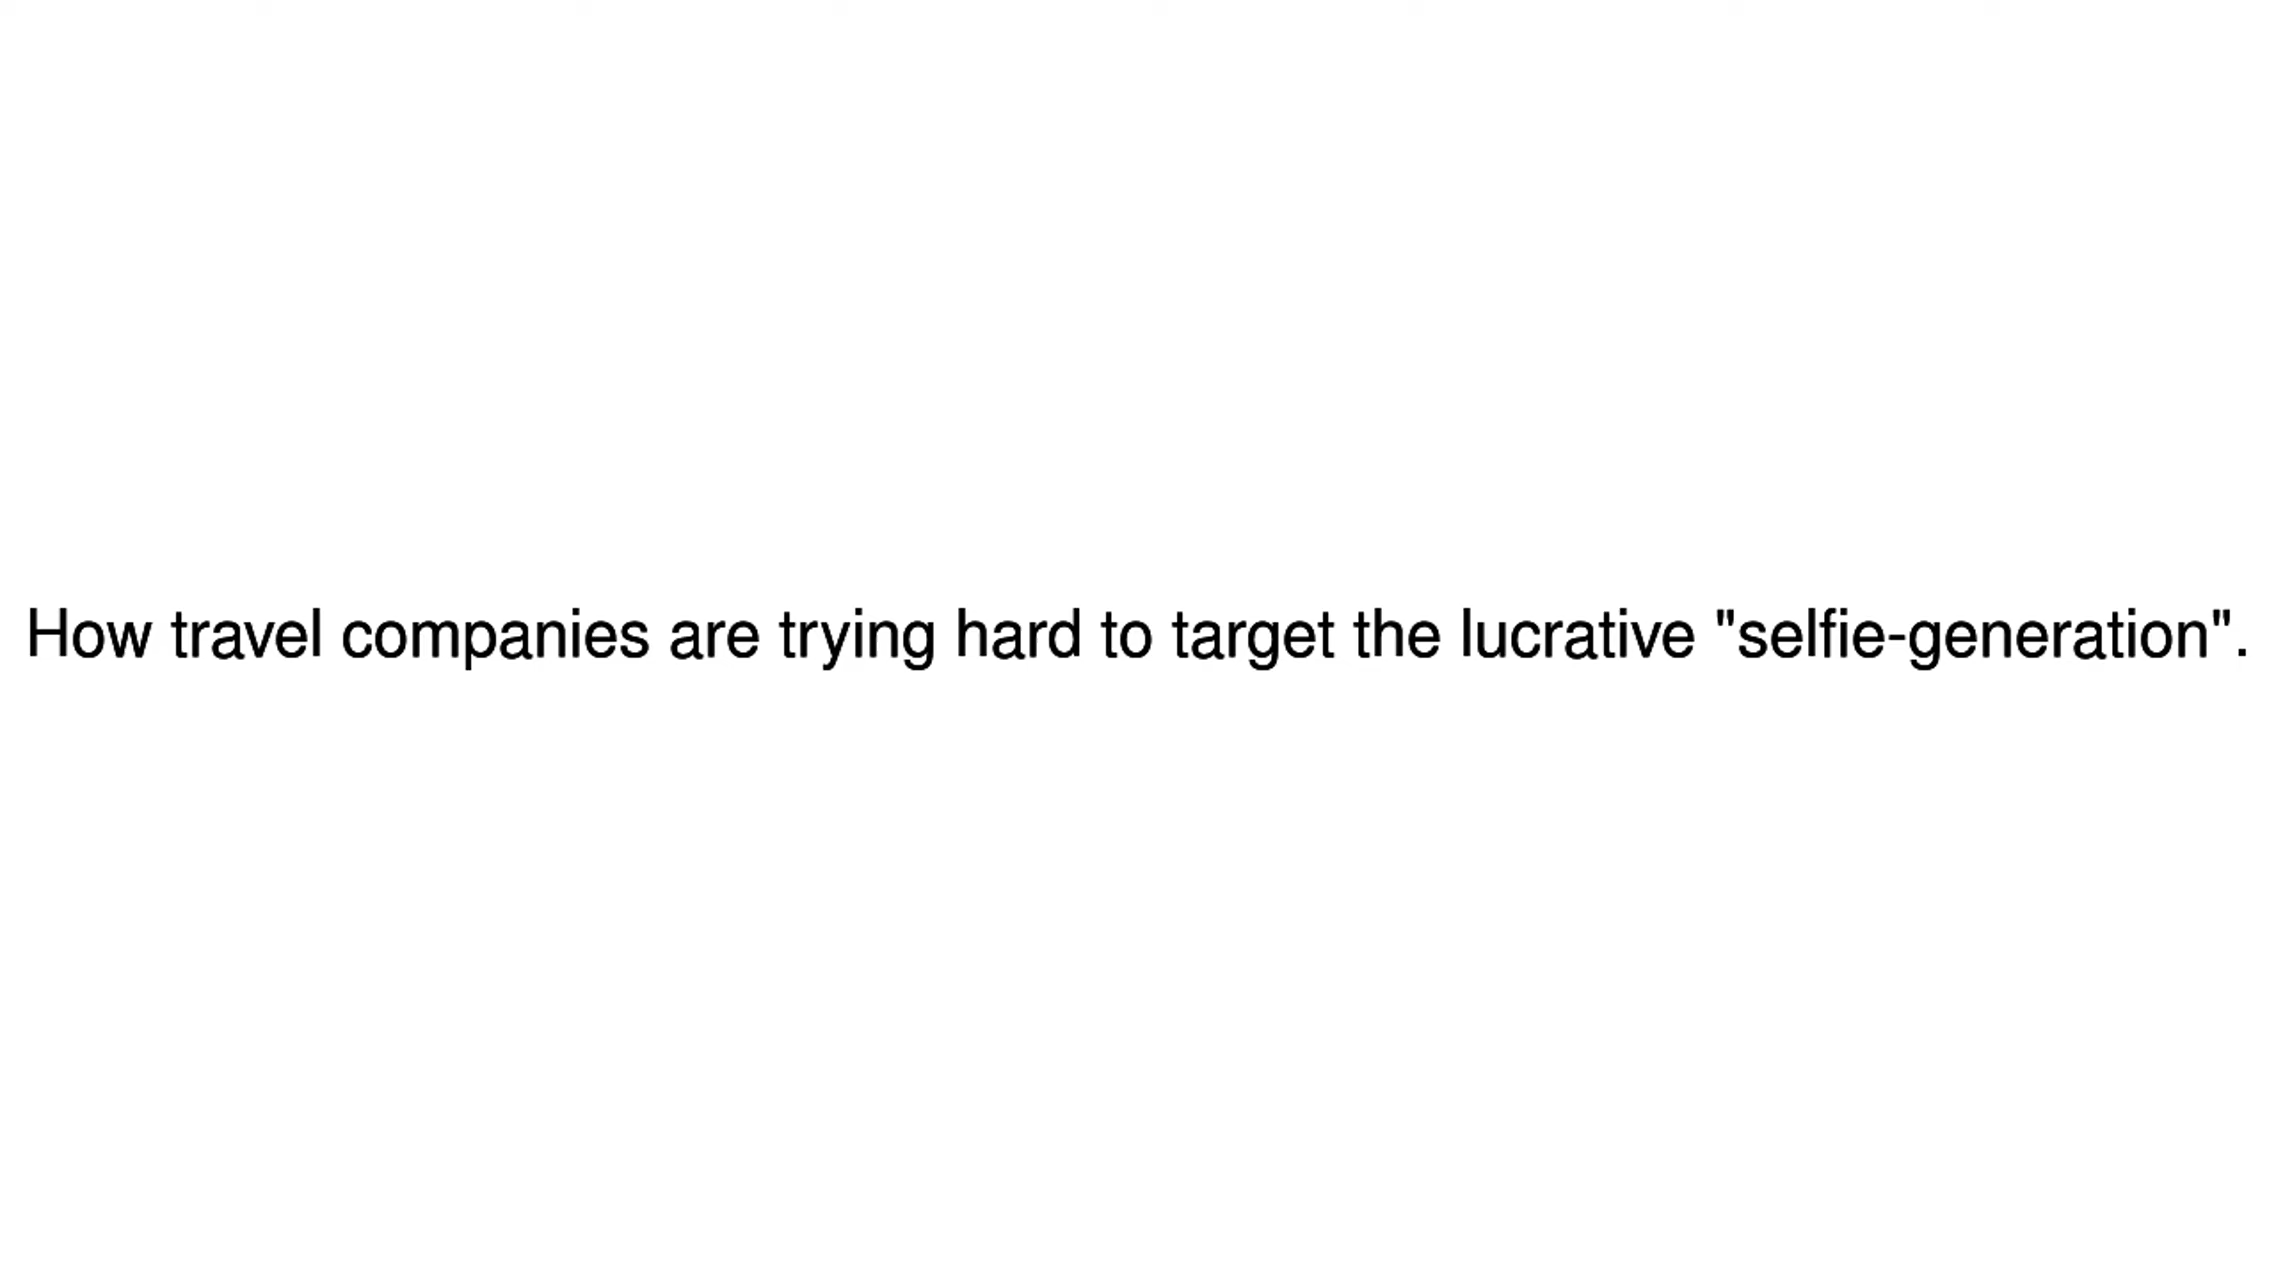 How travel companies are trying hard to target the lucrative "selfie-generation".